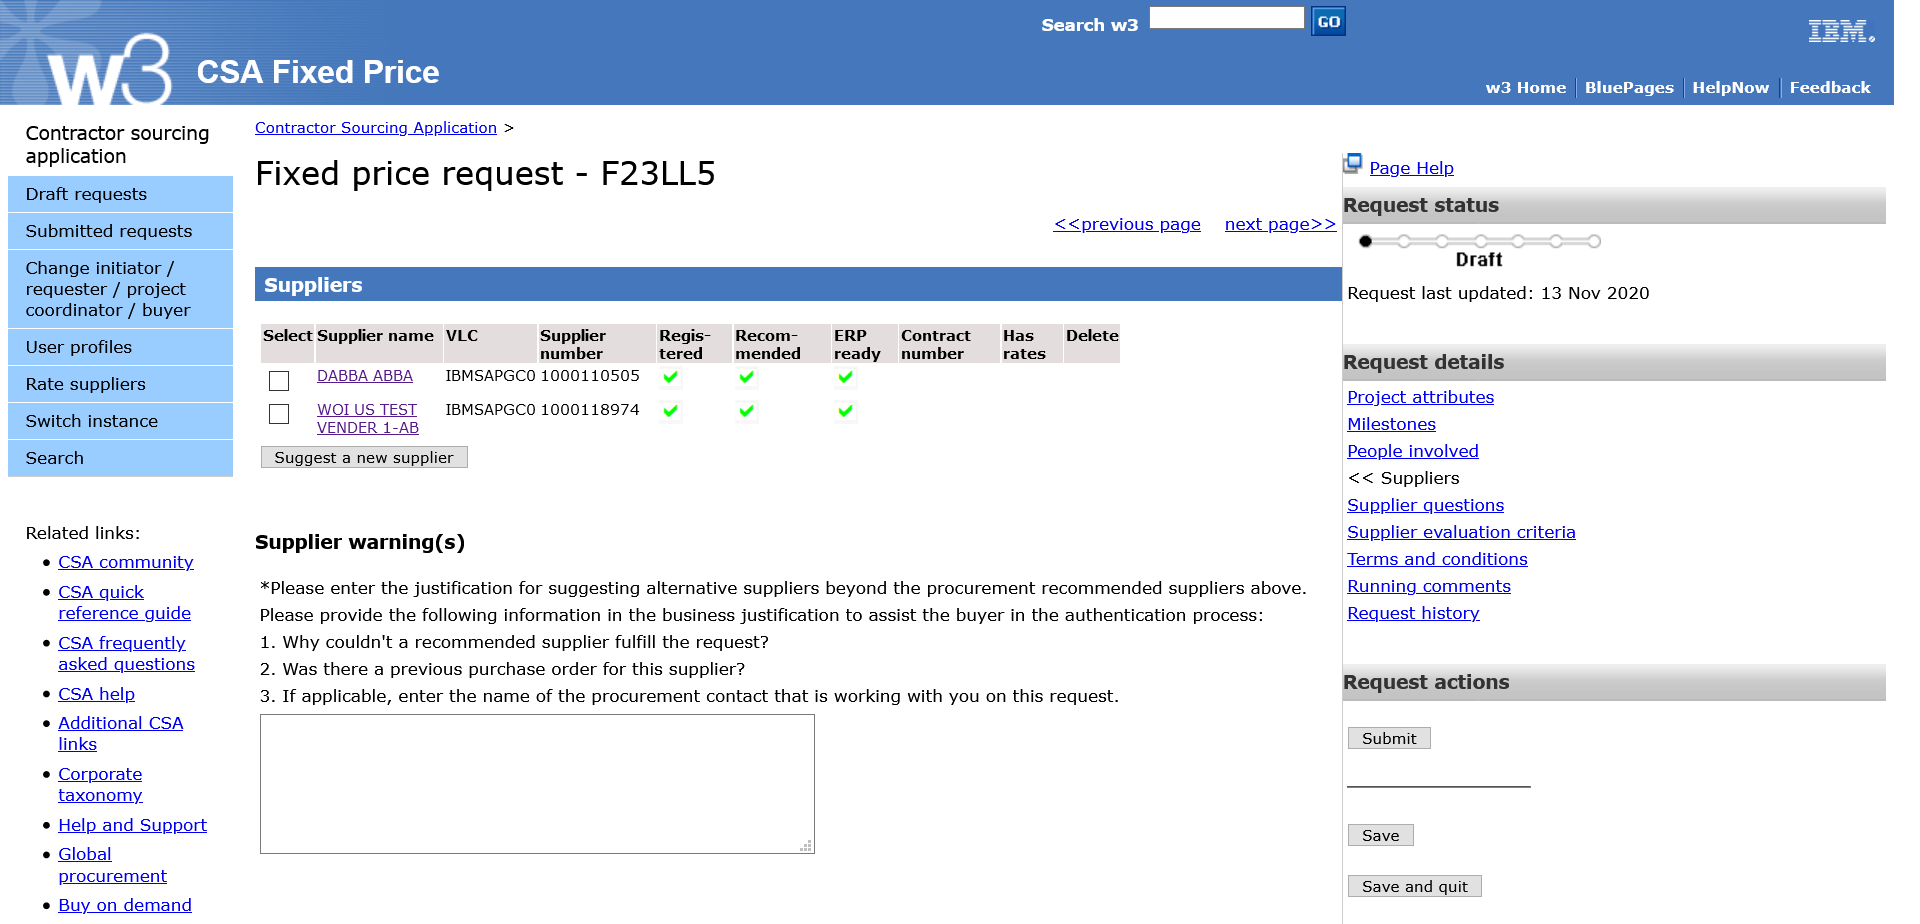 Search w3
GO
IBM.
w3
CSA Fixed Price
w3 Home
BluePages
HelpNow
Feedback
Contractor sourcing
application
Draft requests
Submitted requests
Change initiator /
requester / project
coordinator / buyer
User profiles
Rate suppliers
Switch instance
Search
Related links:
CSA community
CSA quick
reference guide
CSA frequently
asked questions
CSA help
Additional CSA
links
Corporate
taxonomy
Help and Support
Global
procurement
Buy on demand
Contractor Sourcing Application >
Fixed price request - F23LL5
<<previous page next page>>
Suppliers
Select Supplier name VLC Supplier number Regis-tered Recom-mended ERP ready Contract number Has rates Delete
DABBA ABBA IBMSAPGC0 1000110505
WOI US TEST IBMSAPGC0 1000118974
VENDER 1-AB
Suggest a new supplier
Supplier warning(s)
*Please enter the justification for suggesting alternative suppliers beyond the procurement recommended suppliers above.
Please provide the following information in the business justification to assist the buyer in the authentication process:
1. Why couldn't a recommended supplier fulfill the request?
2. Was there a previous purchase order for this supplier?
3. If applicable, enter the name of the procurement contact that is working with you on this request.
Page Help
Request status
Draft
Request last updated: 13 Nov 2020
Request details
Project attributes
Milestones
People involved
<< Suppliers
Supplier questions
Supplier evaluation criteria
Terms and conditions
Running comments
Request history
Request actions
Submit
Save
Save and quit